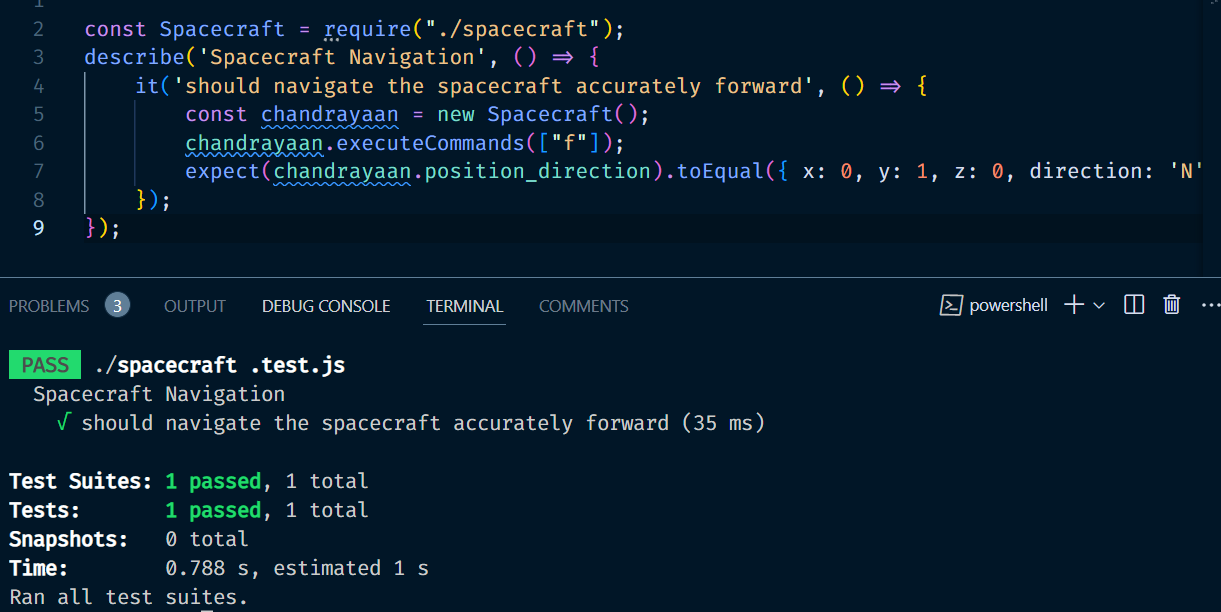 1
2 const Spacecraft = require("./spacecraft");
3 describe('Spacecraft Navigation', () => {
4 it('should navigate the spacecraft accurately forward', () => {
5 const chandrayaan = new Spacecraft();
6 chandrayaan.executeCommands(["f"]);
7 expect(chandrayaan.position_direction).toEqual({ x: 0, y: 1, z: 0, direction: 'N'
8 });
9 });
PROBLEMS 3 OUTPUT DEBUG CONSOLE TERMINAL COMMENTS powershell
PASS ./spacecraft .test.js
Spacecraft Navigation
√ should navigate the spacecraft accurately forward (35 ms)
Test Suites: 1 passed, 1 total
Tests: 1 passed, 1 total
Snapshots: 0 total
Time: 0.788 s, estimated 1 s
Ran all test suites.